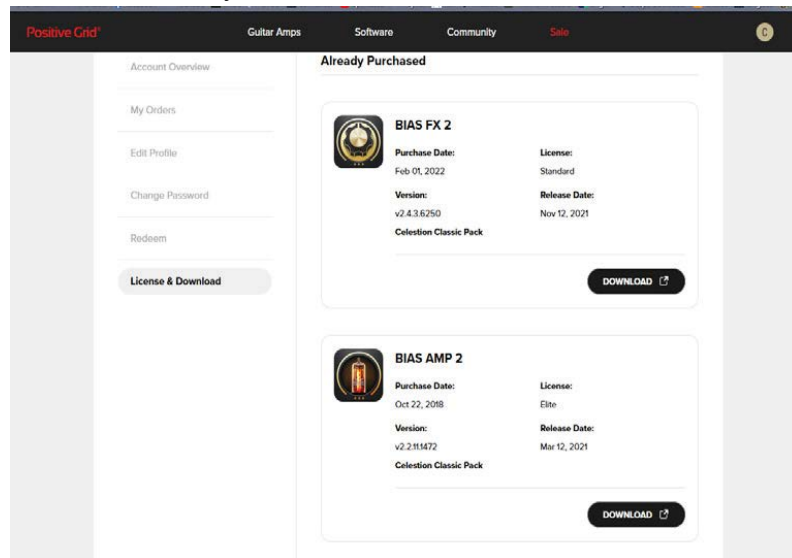 Positive Grid®
Guitar Amps
Software
Community
Sale
C
Account Overview
My Orders
Edit Profile
Change Password
Redeem
License & Download
Already Purchased
BIAS FX 2
Purchase Date:
License:
Feb 01, 2022
Standard
Version:
Release Date:
v2.4.3.6250
Nov 12, 2021
Celestion Classic Pack
DOWNLOAD
BIAS AMP 2
Purchase Date:
License:
Oct 22, 2018
Elite
Version:
Release Date:
v2.2.11.1472
Mar 12, 2021
Celestion Classic Pack
DOWNLOAD